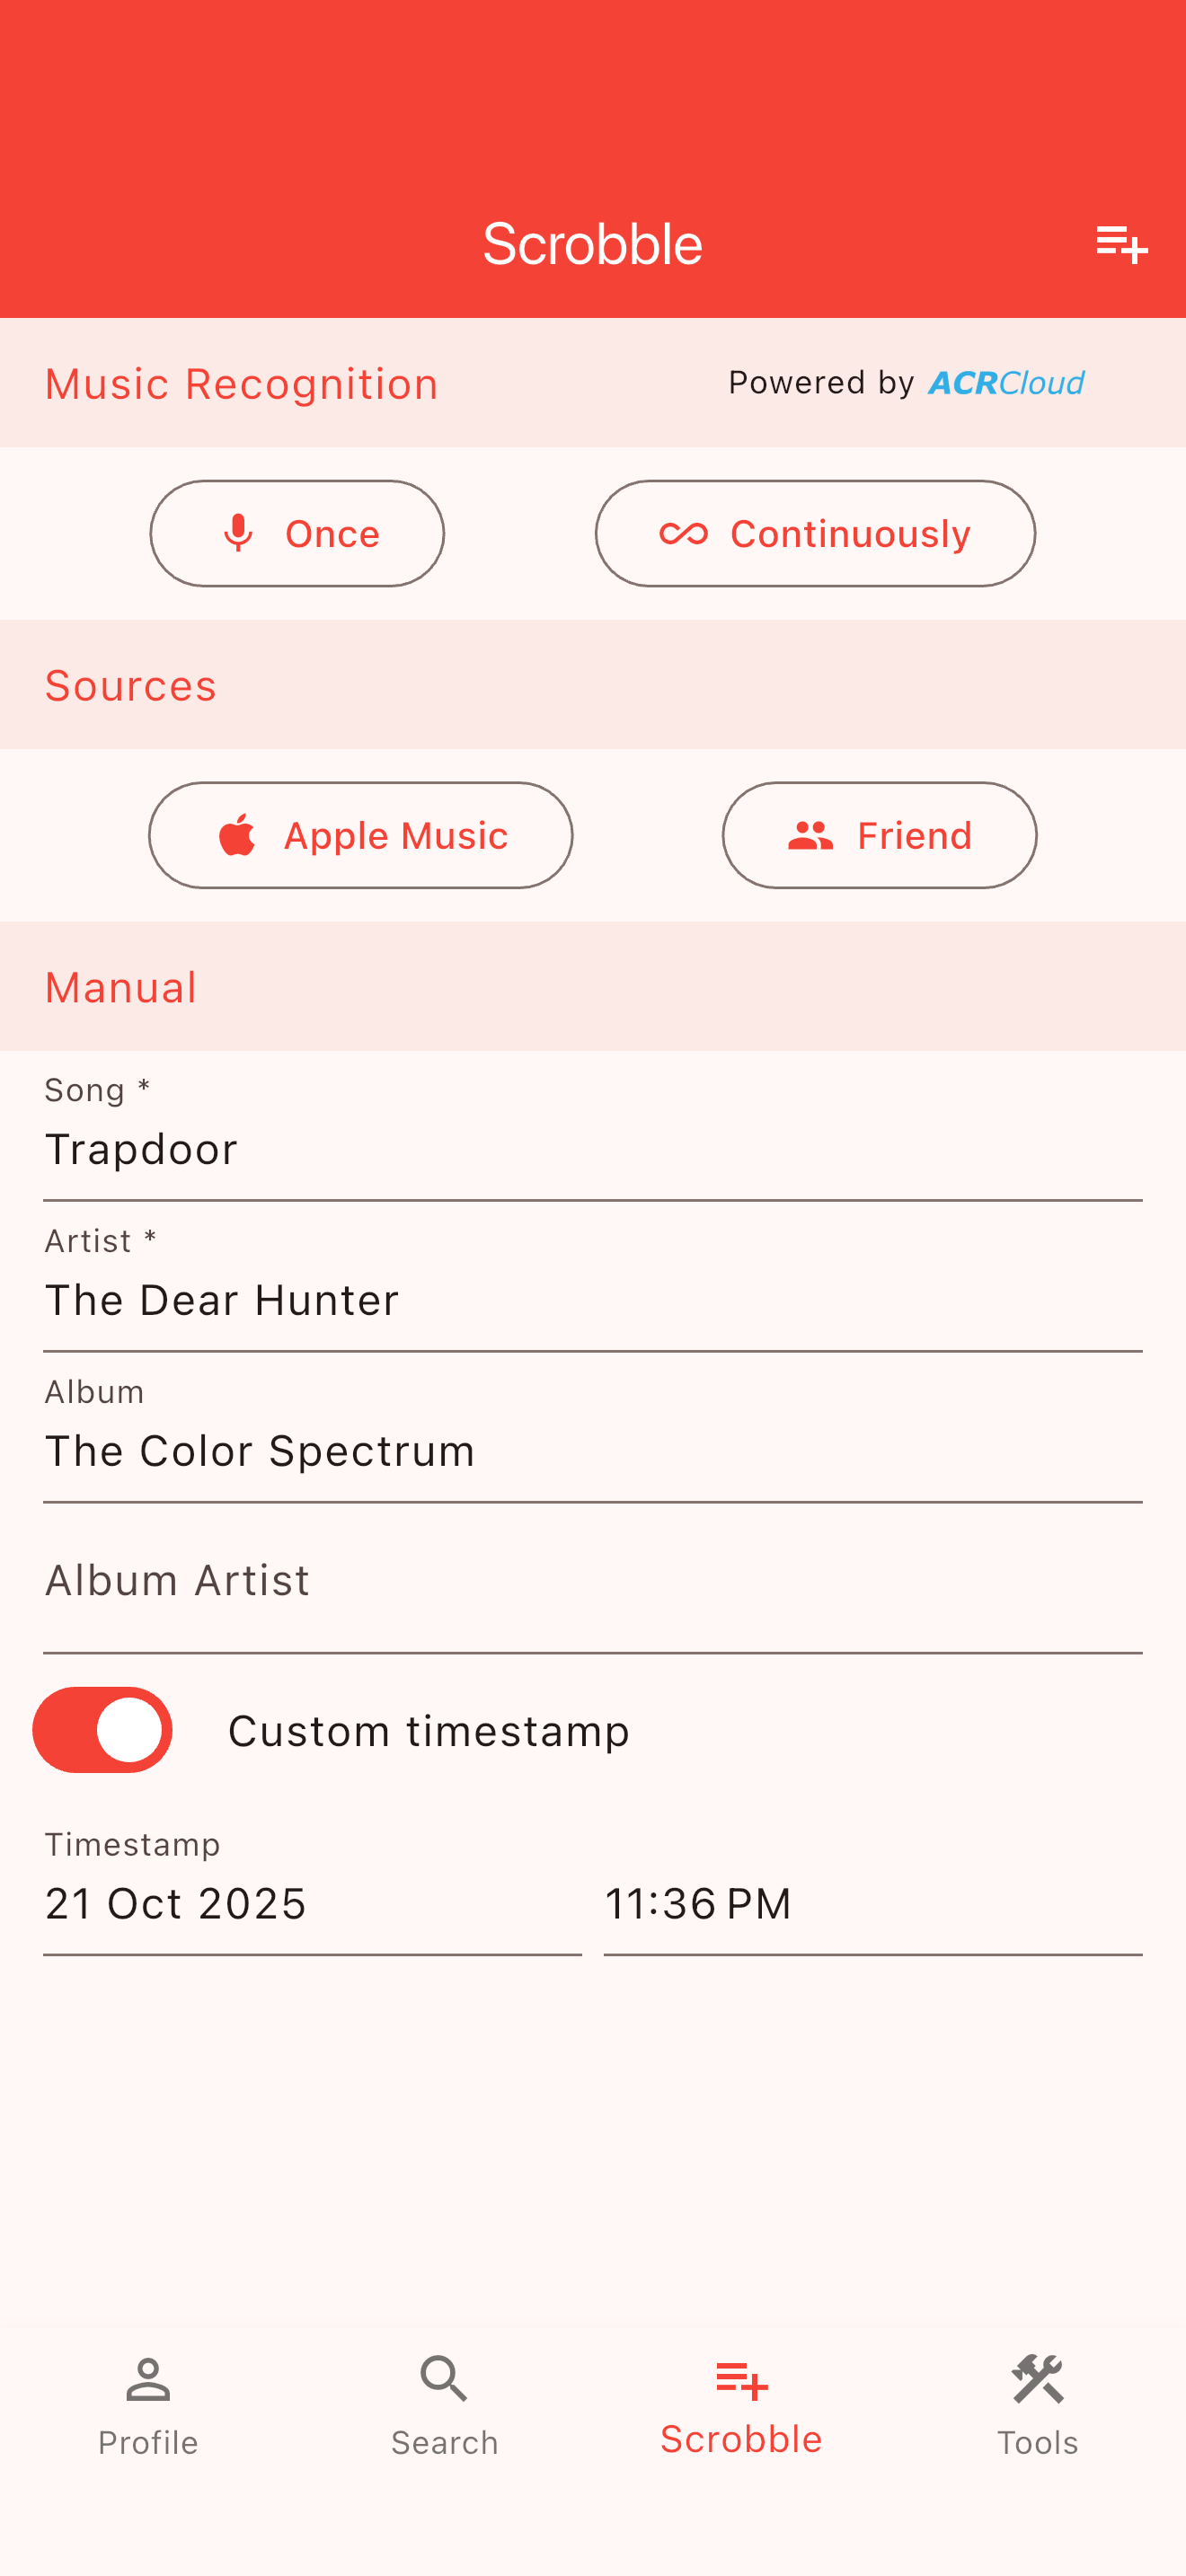 Scrobble
Music Recognition
Powered by ACRCloud
Once
Continuously
Sources
Apple Music
Friend
Manual
Song *
Trapdoor
Artist *
The Dear Hunter
Album
The Color Spectrum
Album Artist
Custom timestamp
Timestamp
21 Oct 2025
11:36 PM
Profile
Search
Scrobble
Tools